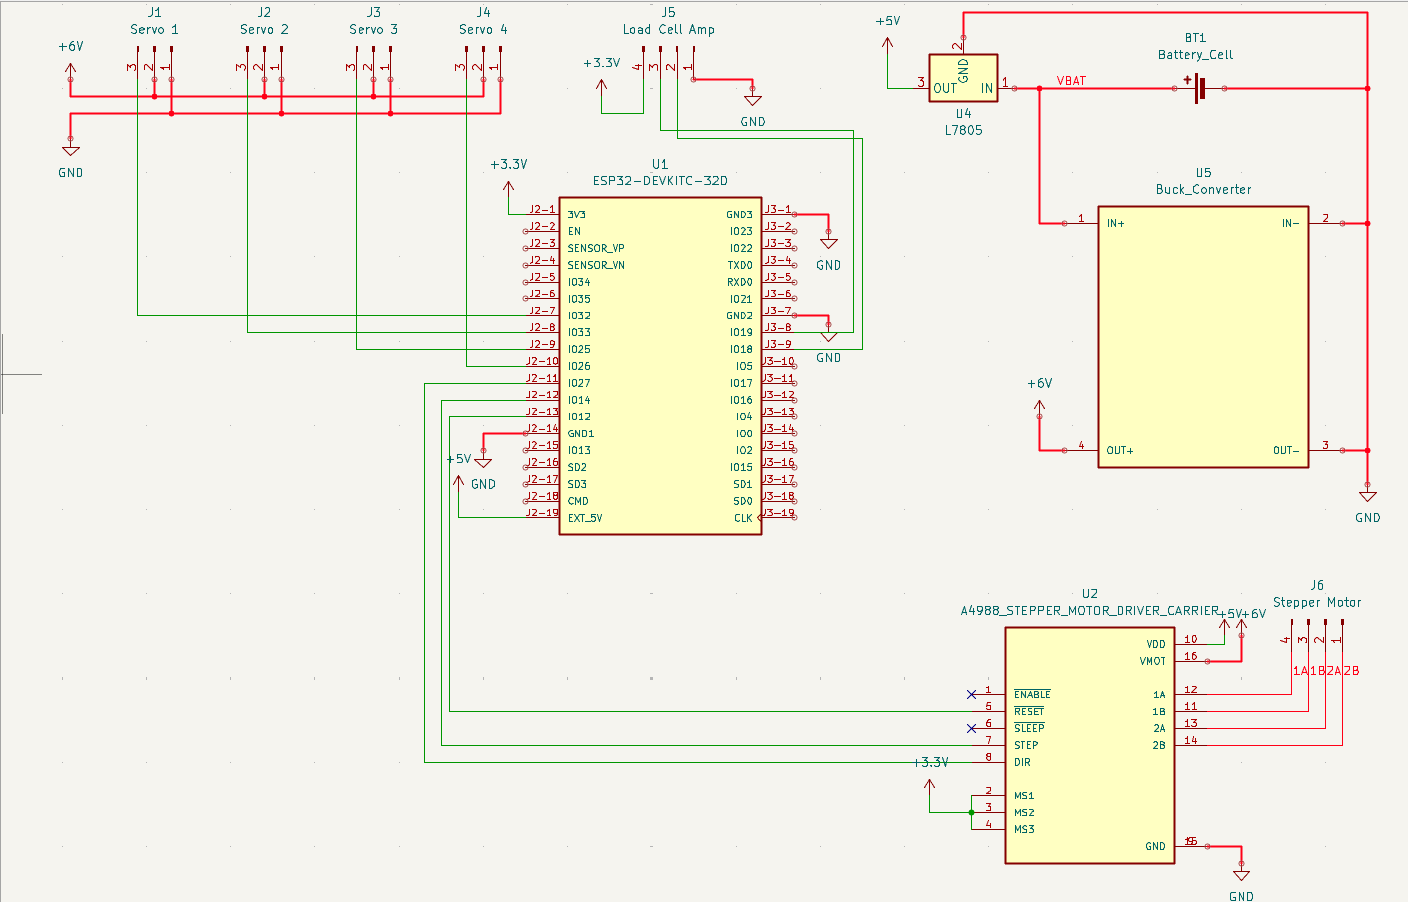 J1
Servo 1
J2
Servo 2
J3
Servo 3
J4
Servo 4
J5
Load Cell Amp
+6V
3 2 1
3 2 1
3 2 1
3 2 1
4 3 2 1
+3.3V
GND
GND
+5V
2
GND
3 OUT IN 1
U4
L7805
VBAT
BT1
Battery_Cell
+
U5
Buck_Converter
1 IN+ IN- 2
+6V
4 OUT+ OUT- 3
GND
+3.3V
U1
ESP32-DEVKITC-32D
J2-1 3V3 GND3 J3-1
J2-2 EN IO23 J3-2
J2-3 SENSOR_VP IO22 J3-3
J2-4 SENSOR_VN TXD0 J3-4
J2-5 IO34 RXD0 J3-5
J2-6 IO35 IO21 J3-6
J2-7 IO32 GND2 J3-7
J2-8 IO33 IO19 J3-8
J2-9 IO25 IO18 J3-9
J2-10 IO26 IO5 J3-10
J2-11 IO27 IO17 J3-11
J2-12 IO14 IO16 J3-12
J2-13 IO12 IO4 J3-13
J2-14 GND1 IO0 J3-14
J2-15 IO13 IO2 J3-15
J2-16 SD2 IO15 J3-16
J2-17 SD3 SD1 J3-17
J2-18 CMD SD0 J3-18
J2-19 EXT_5V CLK J3-19
GND
GND
+5V
GND
U2
A4988_STEPPER_MOTOR_DRIVER_CARRIER
+5V
+6V
J6
Stepper Motor
4 3 2 1
1A 1B 2A 2B
VDD 10
VMOT 16
1 ENABLE 1A 12
5 RESET 1B 11
6 SLEEP 2A 13
7 STEP 2B 14
8 DIR
+3.3V
2 MS1
3 MS2
4 MS3
GND
GND